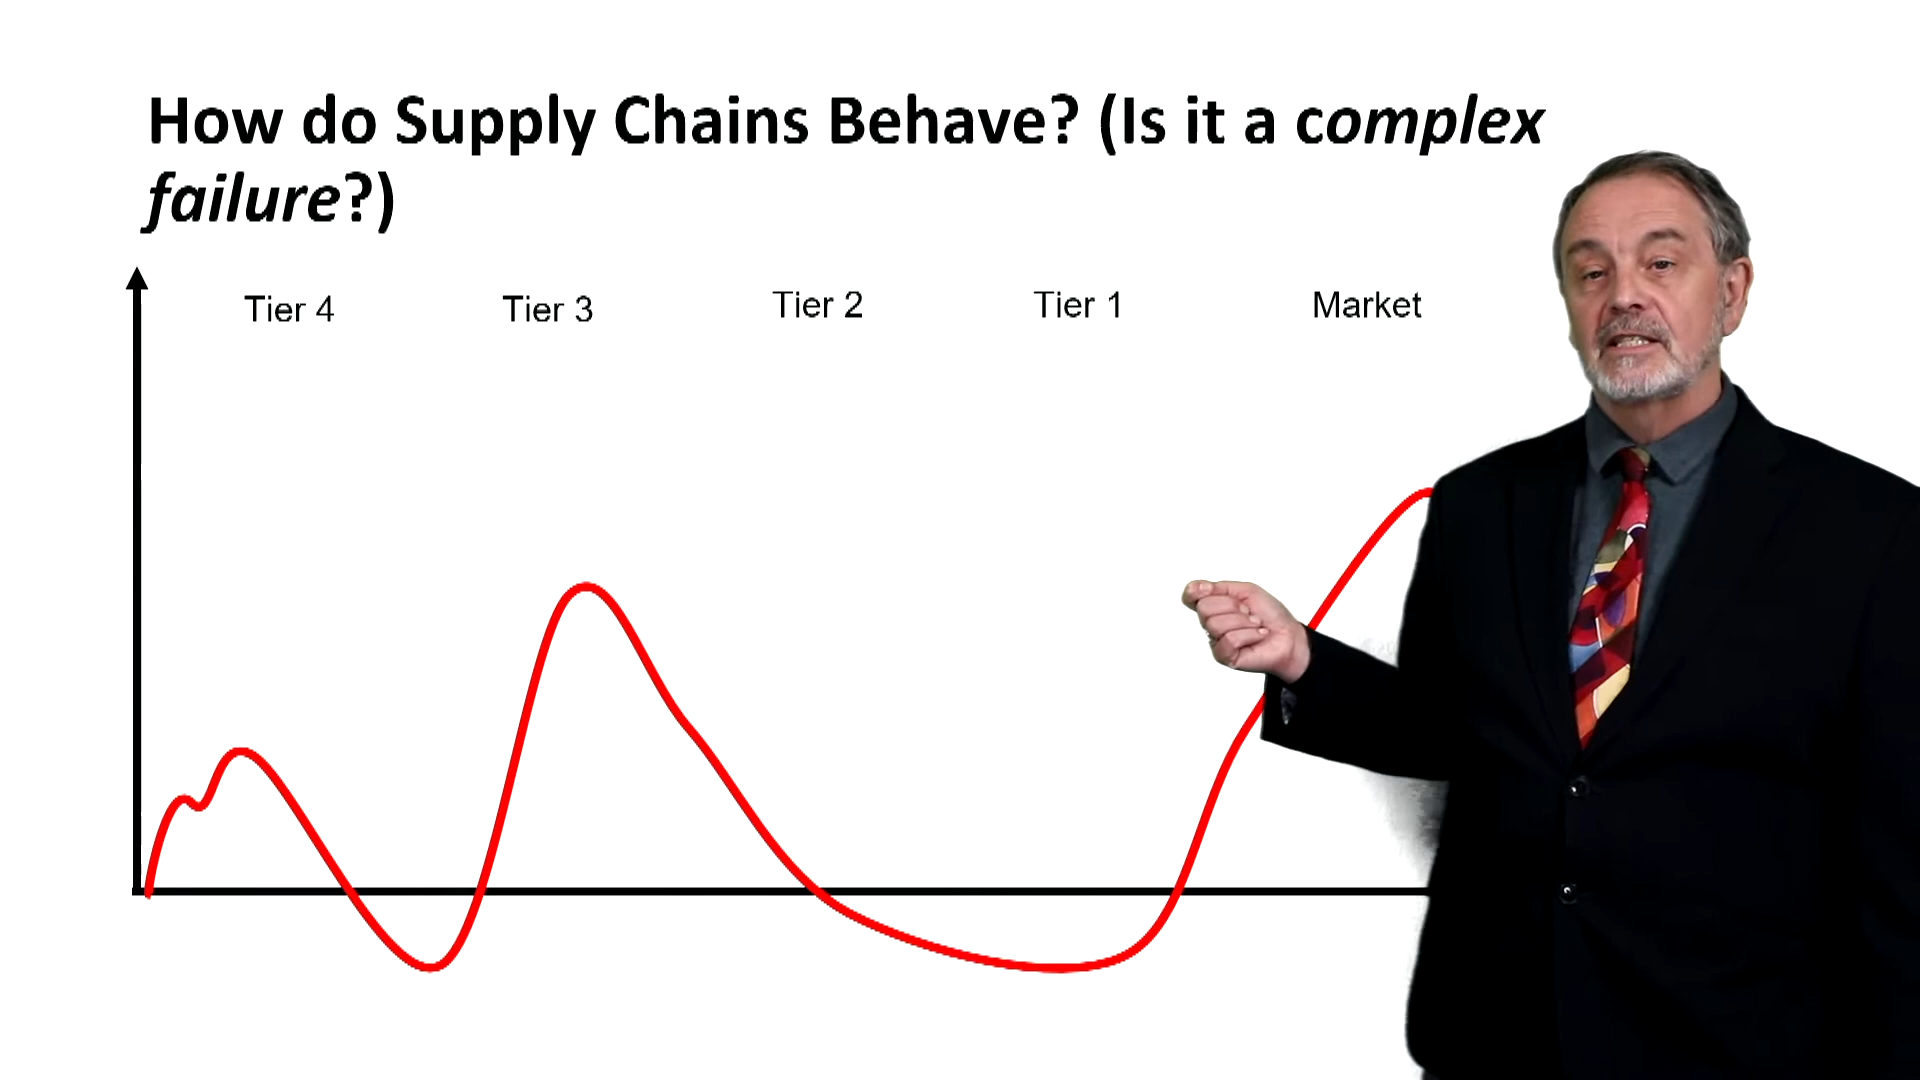 How do Supply Chains Behave? (Is it a complex
failure?)
Tier 4
Tier 3
Tier 2
Tier 1
Market